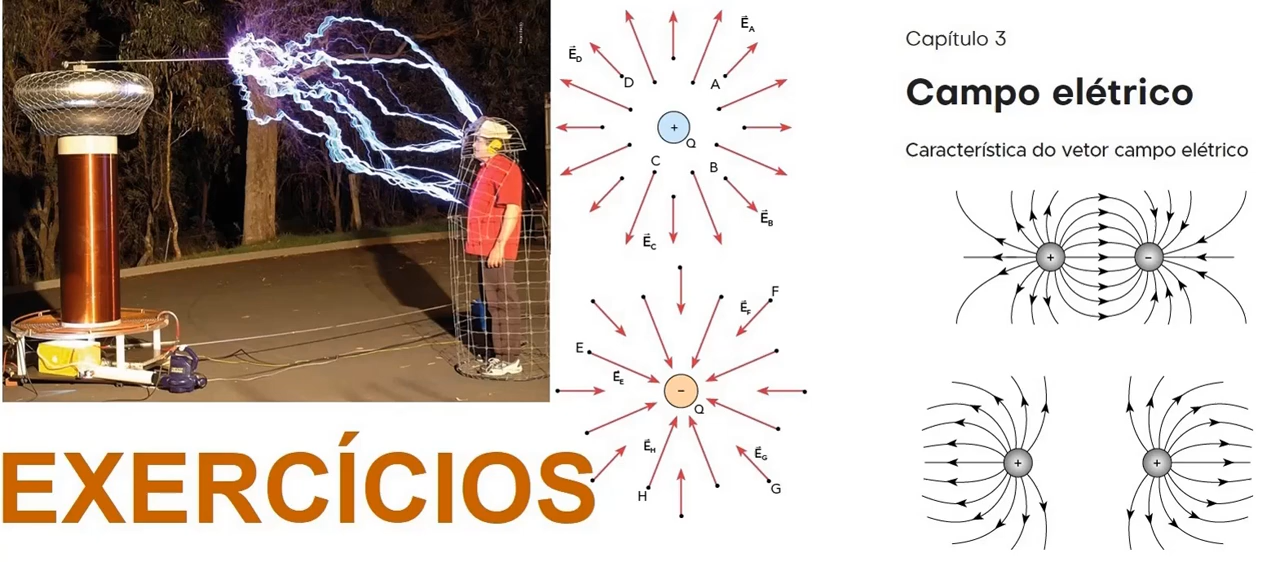 Capítulo 3
Campo elétrico
Característica do vetor campo elétrico
EXERCÍCIOS
E⃗A
E⃗D
D
A
+
Q
C
B
E⃗B
E⃗C
F
E⃗F
E
E⃗E
−
Q
E⃗H
E⃗G
H
G
+
−
+
+